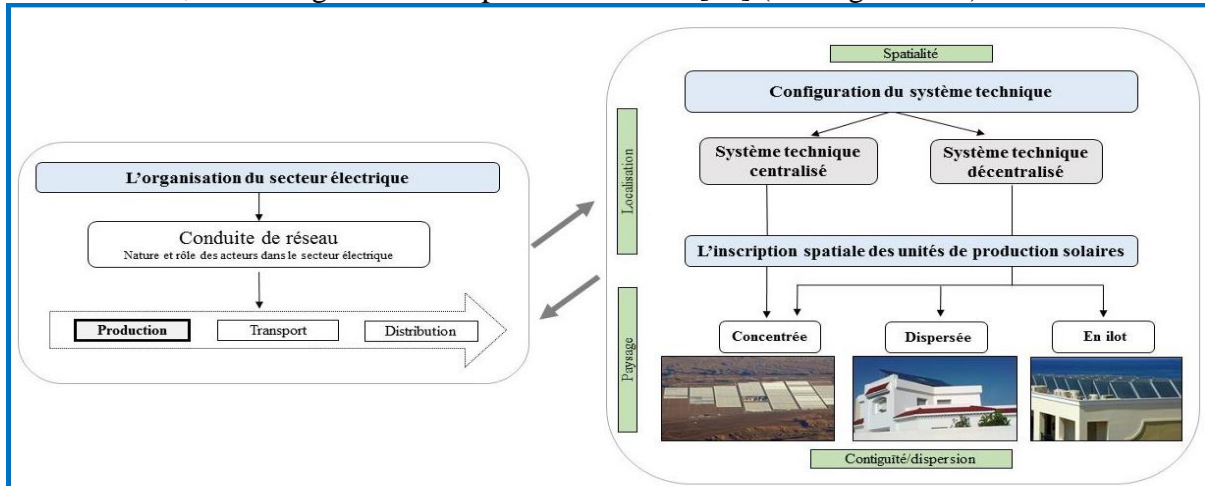 Spatialité
Configuration du système technique
Système technique
centralisé
Système technique
décentralisé
Localisation
L'organisation du secteur électrique
Conduite de réseau
Nature et rôle des acteurs dans le secteur électrique
L'inscription spatiale des unités de production solaires
Production
Transport
Distribution
Paysage
Concentrée
Dispersée
En ilot
Contiguïté/dispersion